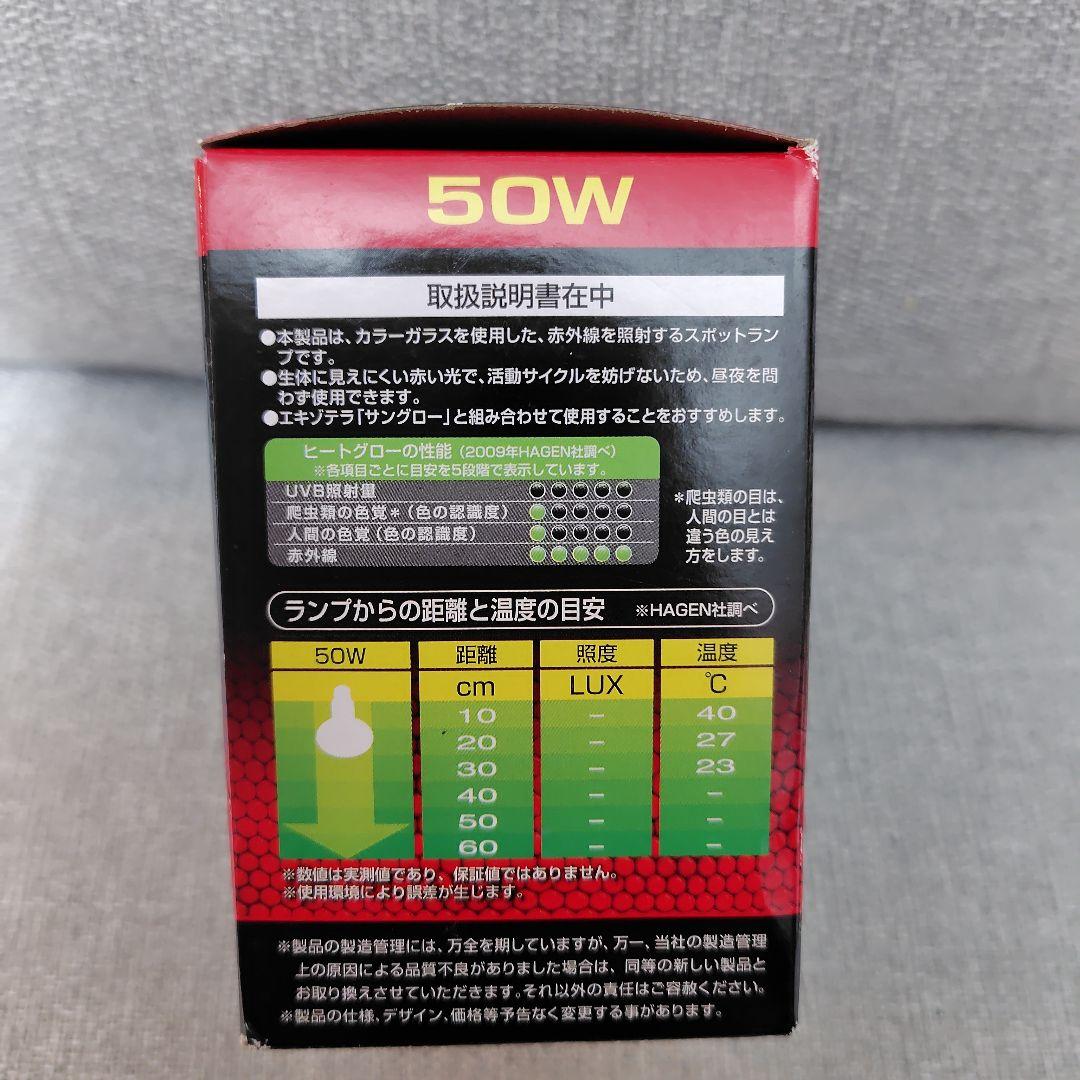 50W
取扱説明書在中
●本製品は、カラーガラスを使用した、赤外線を照射するスポットラン
プです。
●生体に見えにくい赤い光で、活動サイクルを妨げないため、昼夜を問
わず使用できます。
●エキゾテラ「サングロー」と組み合わせて使用することをおすすめします。
ヒートグローの性能（2009年HAGEN社調べ）
※各項目ごとに目安を5段階で表示しています。
UVB照射量
爬虫類の色覚＊（色の認識度）
人間の色覚（色の認識度）
赤外線
＊爬虫類の目は、
人間の目とは
違う色の見え
方をします。
ランプからの距離と温度の目安 ※HAGEN社調べ
50W 距離 照度 温度
cm LUX ℃
10 − 40
20 − 27
30 − 23
40 − −
50 − −
60 − −
※数値は実測値であり、保証値ではありません。
※使用環境により誤差が生じます。
※製品の製造管理には、万全を期していますが、万一、当社の製造管理
上の原因による品質不良がありました場合は、同等の新しい製品と
お取り換えさせていただきます。それ以外の責任はご容赦ください。
※製品の仕様、デザイン、価格等予告なく変更する事があります。